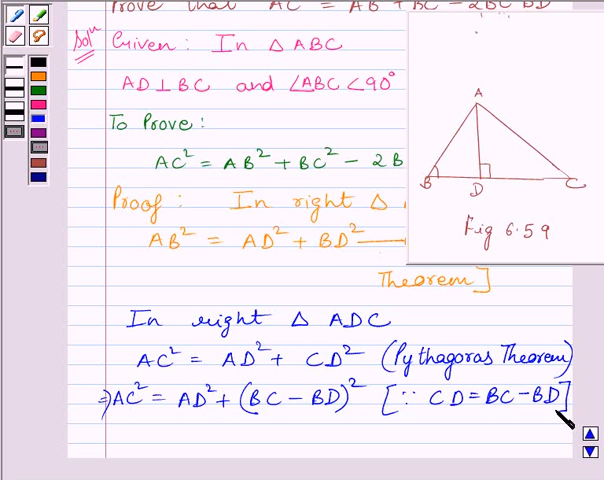 Prove that AC² = AB² + BC² - 2BC BD
Solⁿ Given : In △ ABC
AD ⊥ BC and ∠ABC < 90°
To Prove :
AC² = AB² + BC² - 2B
Proof : In right △
AB² = AD² + BD²
Theorem]
In right △ ADC
AC² = AD² + CD² (Pythagoras Theorem)
⇒ AC² = AD² + (BC - BD)² [∵ CD = BC - BD]
A
B
D
C
Fig 6.59